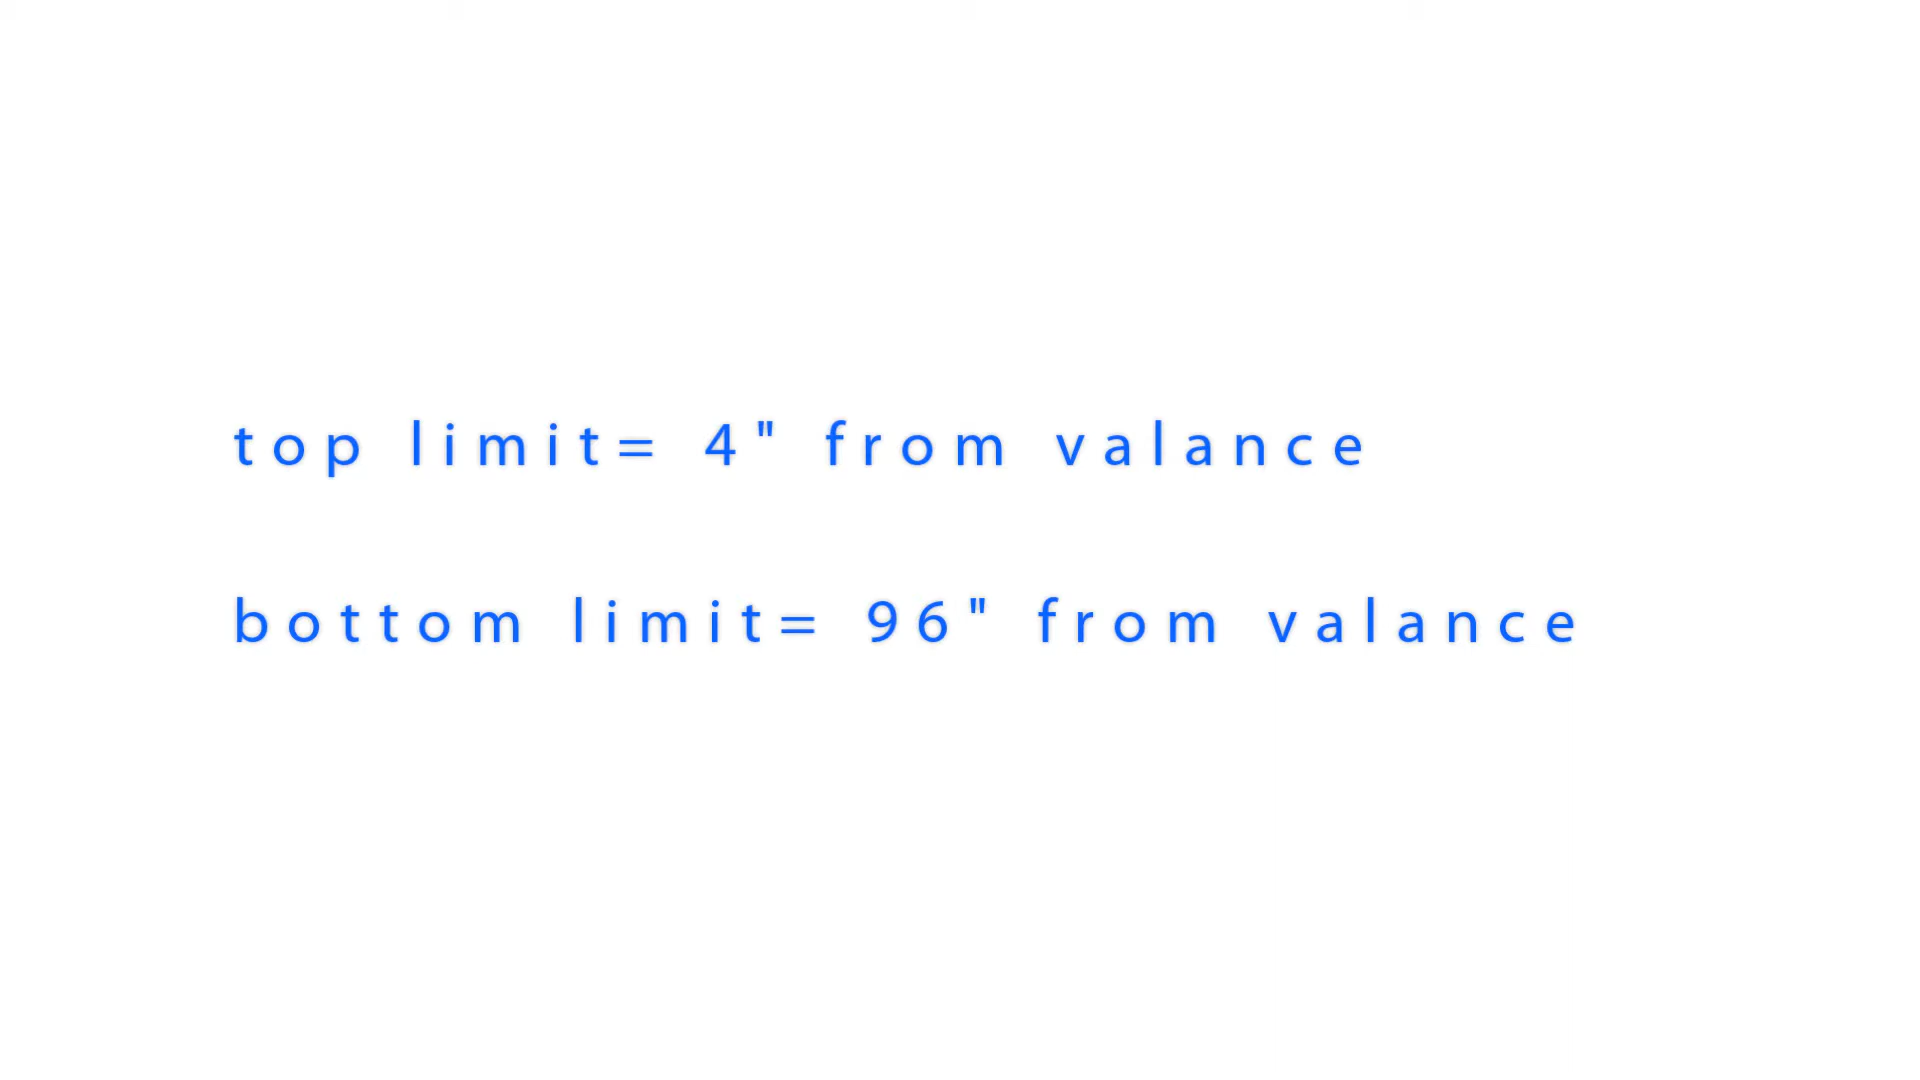 top limit= 4" from valance
bottom limit= 96" from valance